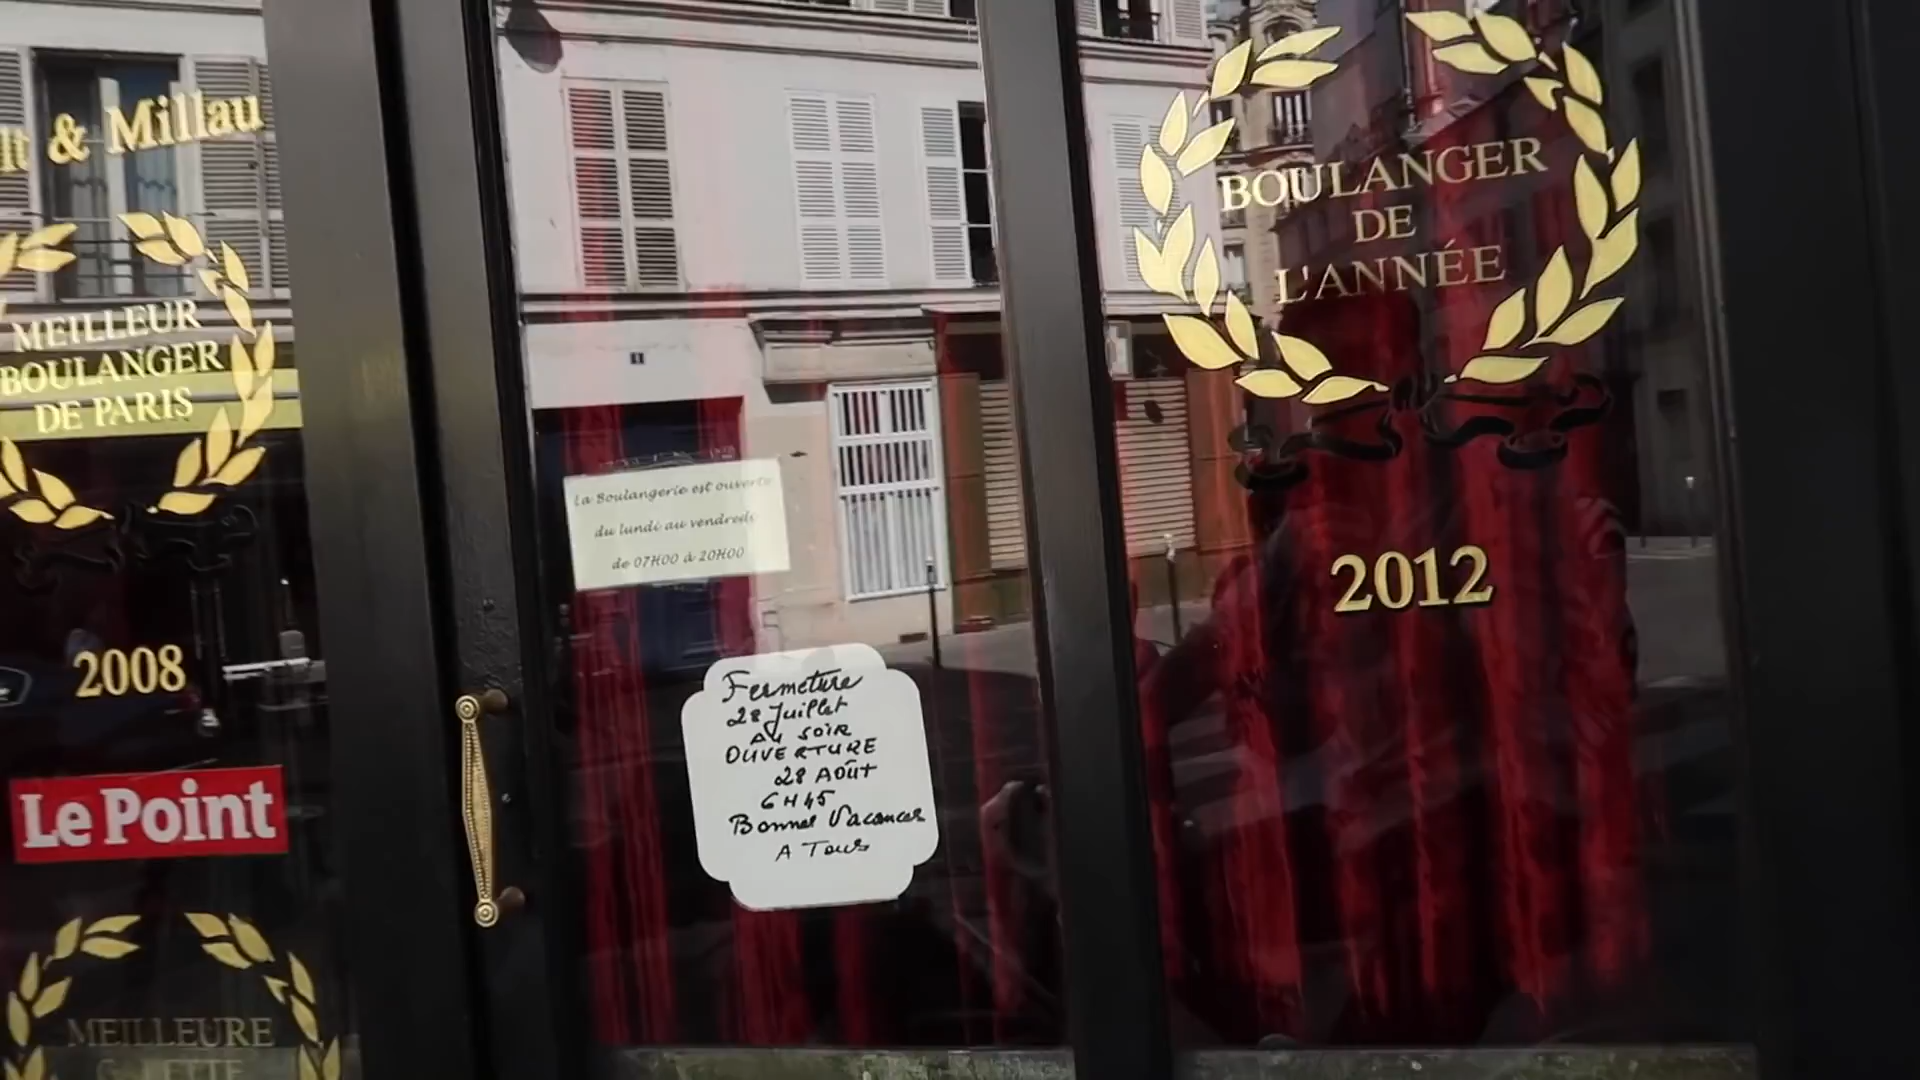 & Millau
MEILLEUR
BOULANGER
DE PARIS
2008
Le Point
MEILLEURE
La Boulangerie est ouverte
du lundi au vendredi
de 07H00 à 20H00
Fermeture
28 Juillet
AU SOIR
OUVERTURE
28 AOÛT
6H45
Bonnes Vacances
A Tous
BOULANGER
DE
L'ANNÉE
2012
1